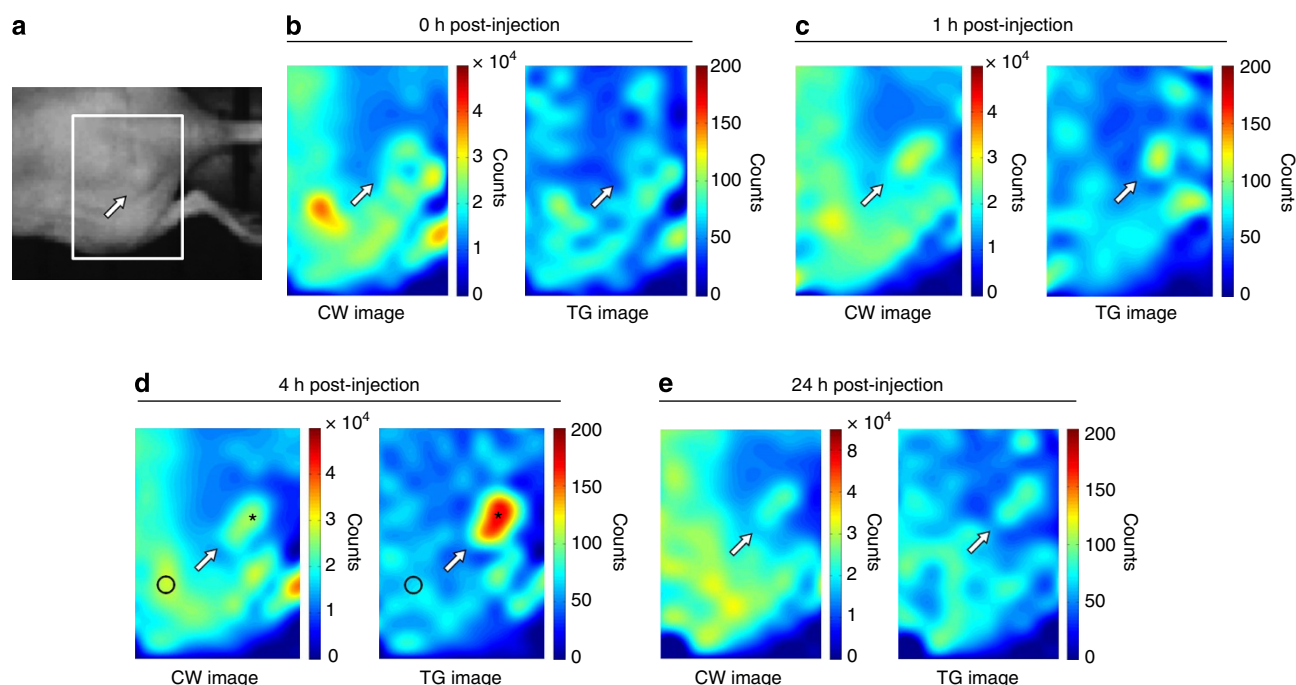 a
b
0 h post-injection
× 10⁴
4
3
2
1
0
Counts
CW image
200
150
100
50
0
Counts
TG image
c
1 h post-injection
× 10⁴
4
3
2
1
0
Counts
CW image
200
150
100
50
0
Counts
TG image
d
4 h post-injection
× 10⁴
4
3
2
1
0
Counts
*
CW image
200
150
100
50
0
Counts
*
TG image
e
24 h post-injection
× 10⁴
8
4
3
2
1
0
Counts
CW image
200
150
100
50
0
Counts
TG image